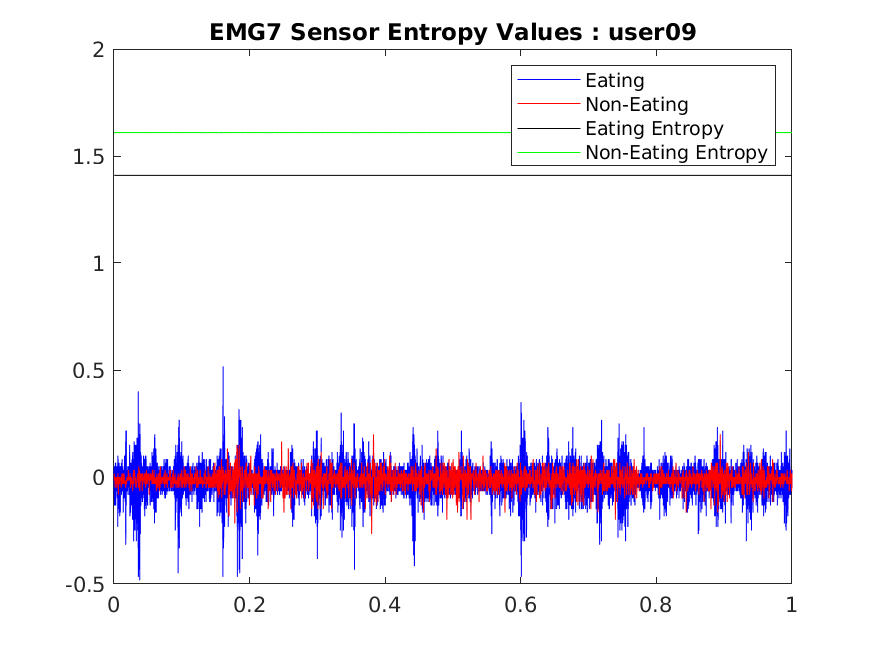 EMG7 Sensor Entropy Values : user09
2
Eating
Non-Eating
Eating Entropy
Non-Eating Entropy
1.5
1
0.5
0
-0.5
0 0.2 0.4 0.6 0.8 1